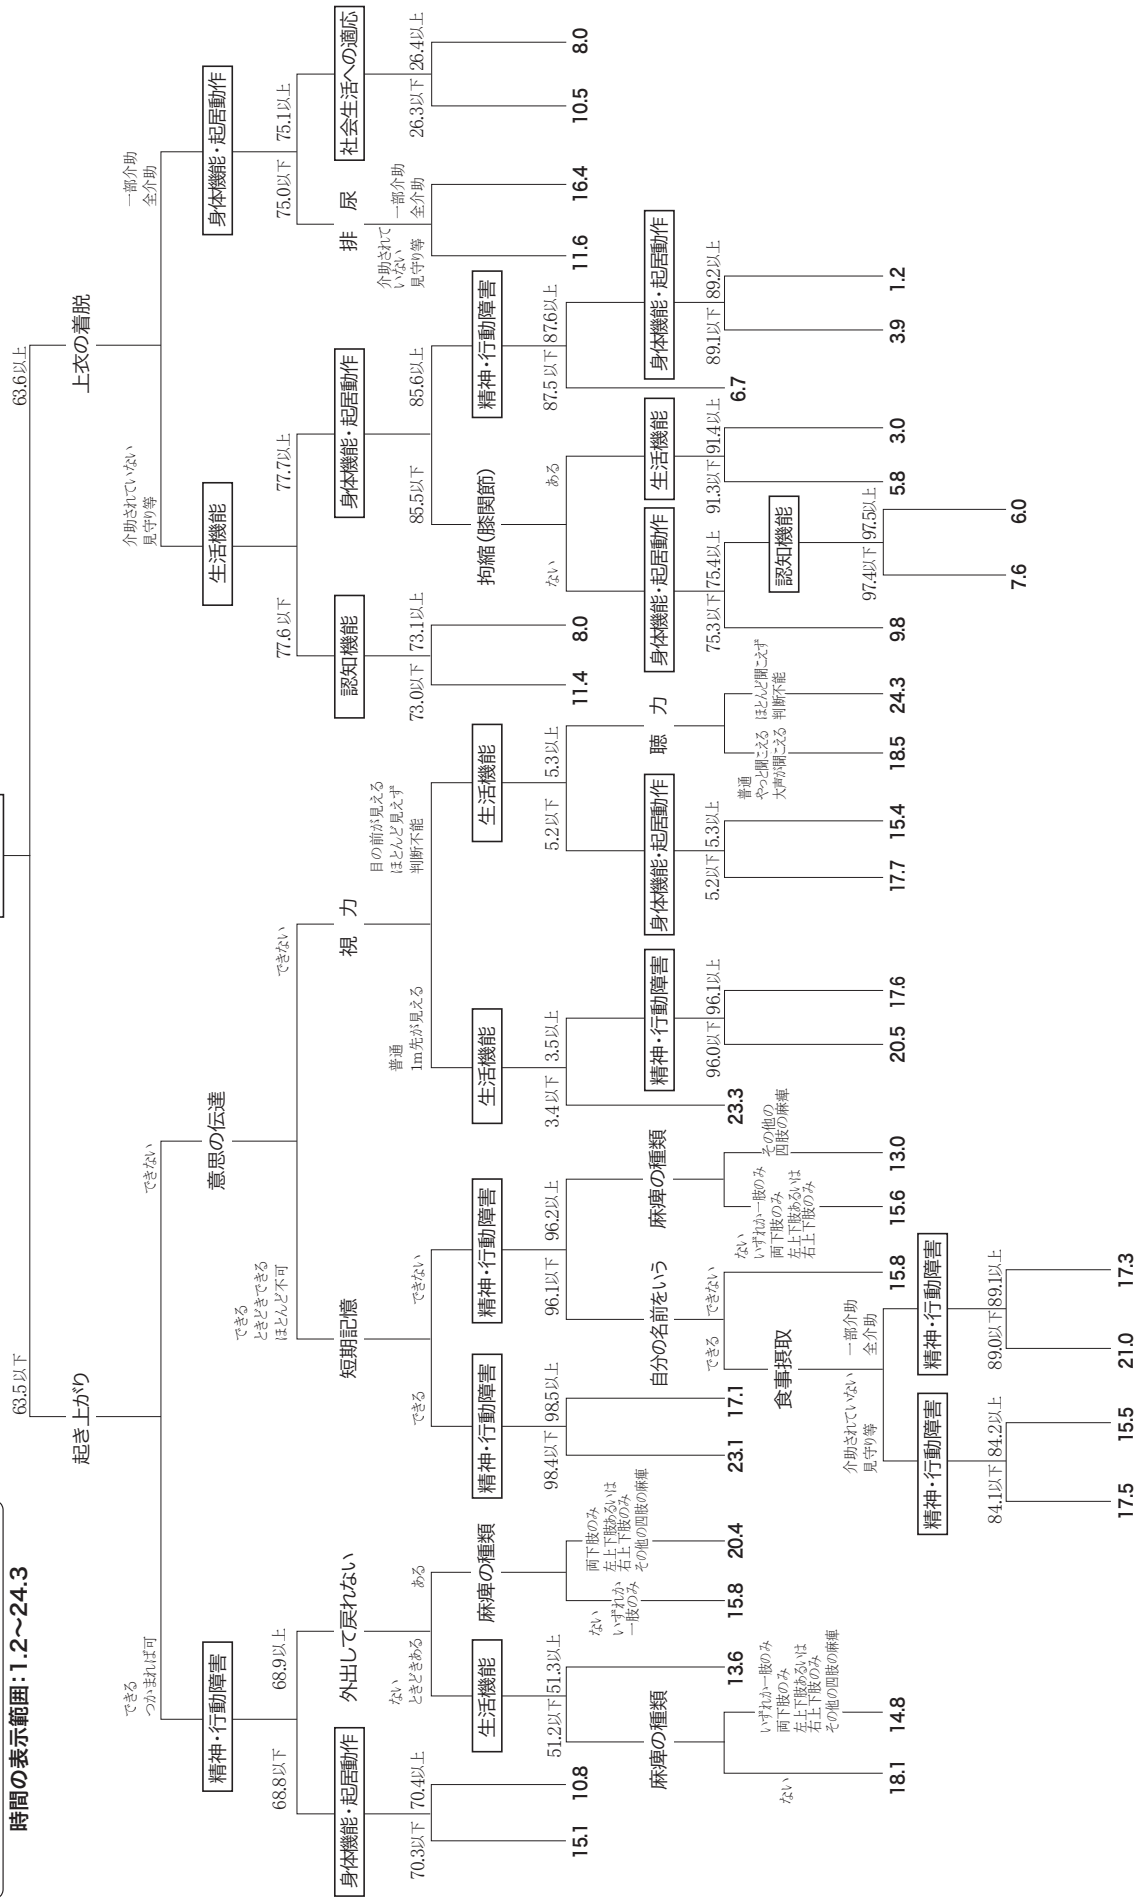 時間の表示範囲：1.2〜24.3
63.5以下
63.6以上
起き上がり
上衣の着脱
できる
つかまれば可
できない
介助されていない
見守り等
一部介助
全介助
精神・行動障害
意思の伝達
生活機能
身体機能・起居動作
68.8以下
68.9以上
できる
ときどきできる
ほとんど不可
できない
77.6以下
77.7以上
75.0以下
75.1以上
身体機能・起居動作
外出して戻れない
短期記憶
視　力
認知機能
身体機能・起居動作
排　尿
社会生活への適応
70.3以下
70.4以上
ない
ときどきある
ある
できる
できない
普通
1m先が見える
目の前が見える
ほとんど見えず
判断不能
73.0以下
73.1以上
85.5以下
85.6以上
介助されて
いない
見守り等
一部介助
全介助
26.3以下
26.4以上
生活機能
麻痺の種類
精神・行動障害
精神・行動障害
生活機能
生活機能
拘縮（膝関節）
精神・行動障害
15.1
10.8
51.2以下
51.3以上
ない
いずれか
一肢のみ
両下肢のみ
左上下肢あるいは
右上下肢のみ
その他の四肢の麻痺
98.4以下
98.5以上
96.1以下
96.2以上
3.4以下
3.5以上
5.2以下
5.3以上
11.4
8.0
ない
ある
87.5以下
87.6以上
11.6
16.4
10.5
8.0
麻痺の種類
自分の名前をいう
麻痺の種類
精神・行動障害
身体機能・起居動作
聴　力
身体機能・起居動作
生活機能
身体機能・起居動作
13.6
15.8
20.4
23.1
17.1
23.3
6.7
ない
いずれか一肢のみ
両下肢のみ
左上下肢あるいは
右上下肢のみ
その他の四肢の麻痺
できる
できない
ない
いずれか一肢のみ
両下肢のみ
左上下肢あるいは
右上下肢のみ
その他の
四肢の麻痺
96.0以下
96.1以上
5.2以下
5.3以上
普通
やっと聞こえる
大声が聞こえる
ほとんど聞こえず
判断不能
75.3以下
75.4以上
91.3以下
91.4以上
89.1以下
89.2以上
食事摂取
認知機能
18.1
14.8
15.8
15.6
13.0
20.5
17.6
17.7
15.4
18.5
24.3
9.8
5.8
3.0
3.9
1.2
介助されていない
見守り等
一部介助
全介助
97.4以下
97.5以上
精神・行動障害
精神・行動障害
7.6
6.0
84.1以下
84.2以上
89.0以下
89.1以上
17.5
15.5
21.0
17.3